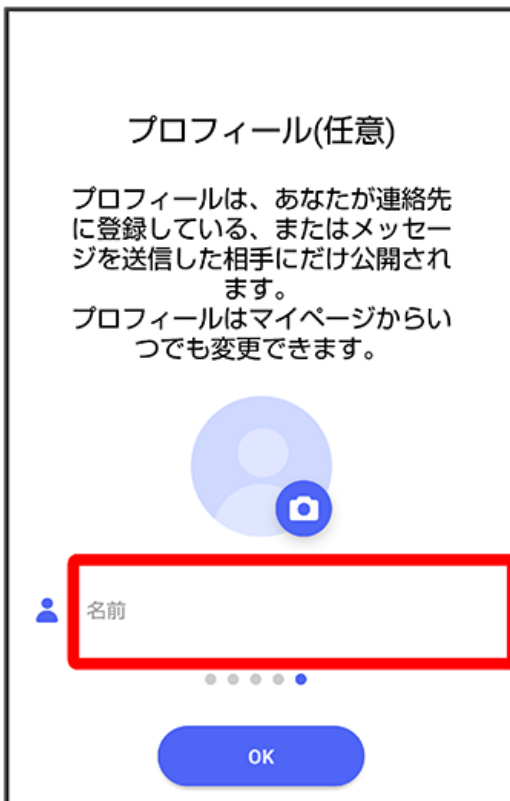 プロフィール(任意)
プロフィールは、あなたが連絡先
に登録している、またはメッセー
ジを送信した相手にだけ公開され
ます。
プロフィールはマイページからい
つでも変更できます。
名前
OK